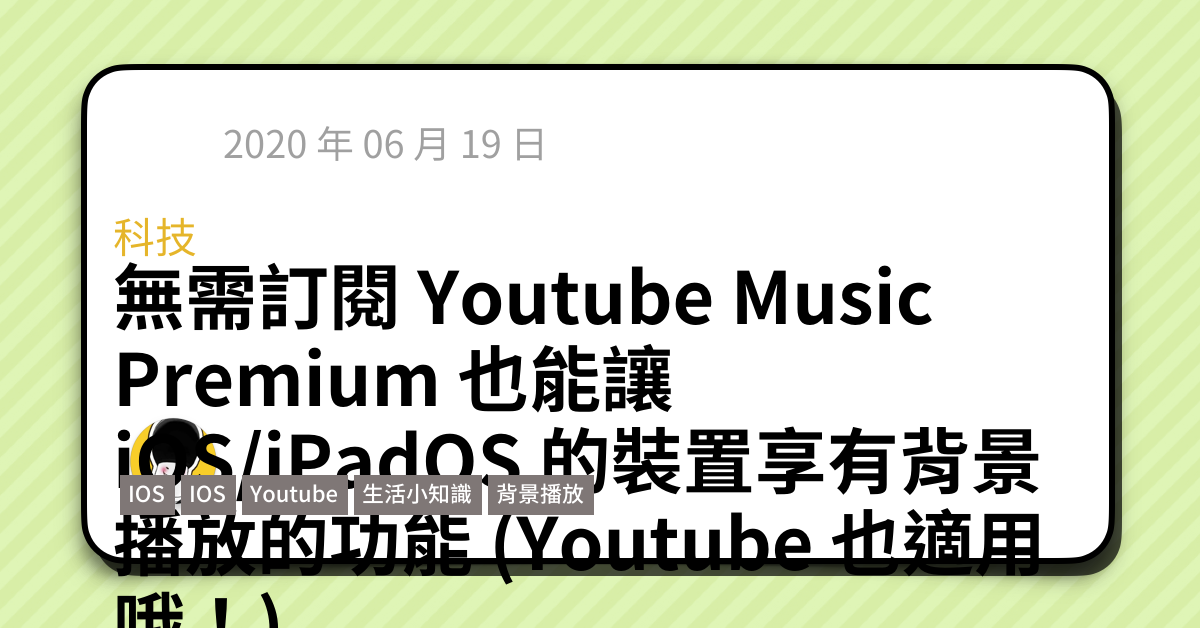 2020 年 06 月 19 日
科技
無需訂閱 Youtube Music
Premium 也能讓
iOS/iPadOS 的裝置享有背景
IOS IOS Youtube 生活小知識 背景播放
播放的功能 (Youtube 也適用
哦！)